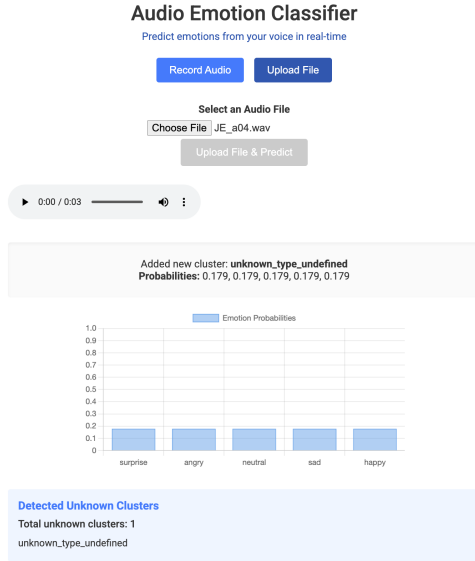 Audio Emotion Classifier
Predict emotions from your voice in real-time
Record Audio Upload File
Select an Audio File
Choose File JE_a04.wav
Upload File & Predict
0:00 / 0:03
Added new cluster: unknown_type_undefined
Probabilities: 0.179, 0.179, 0.179, 0.179, 0.179
Emotion Probabilities
1.0
0.9
0.8
0.7
0.6
0.5
0.4
0.3
0.2
0.1
0
surprise angry neutral sad happy
Detected Unknown Clusters
Total unknown clusters: 1
unknown_type_undefined